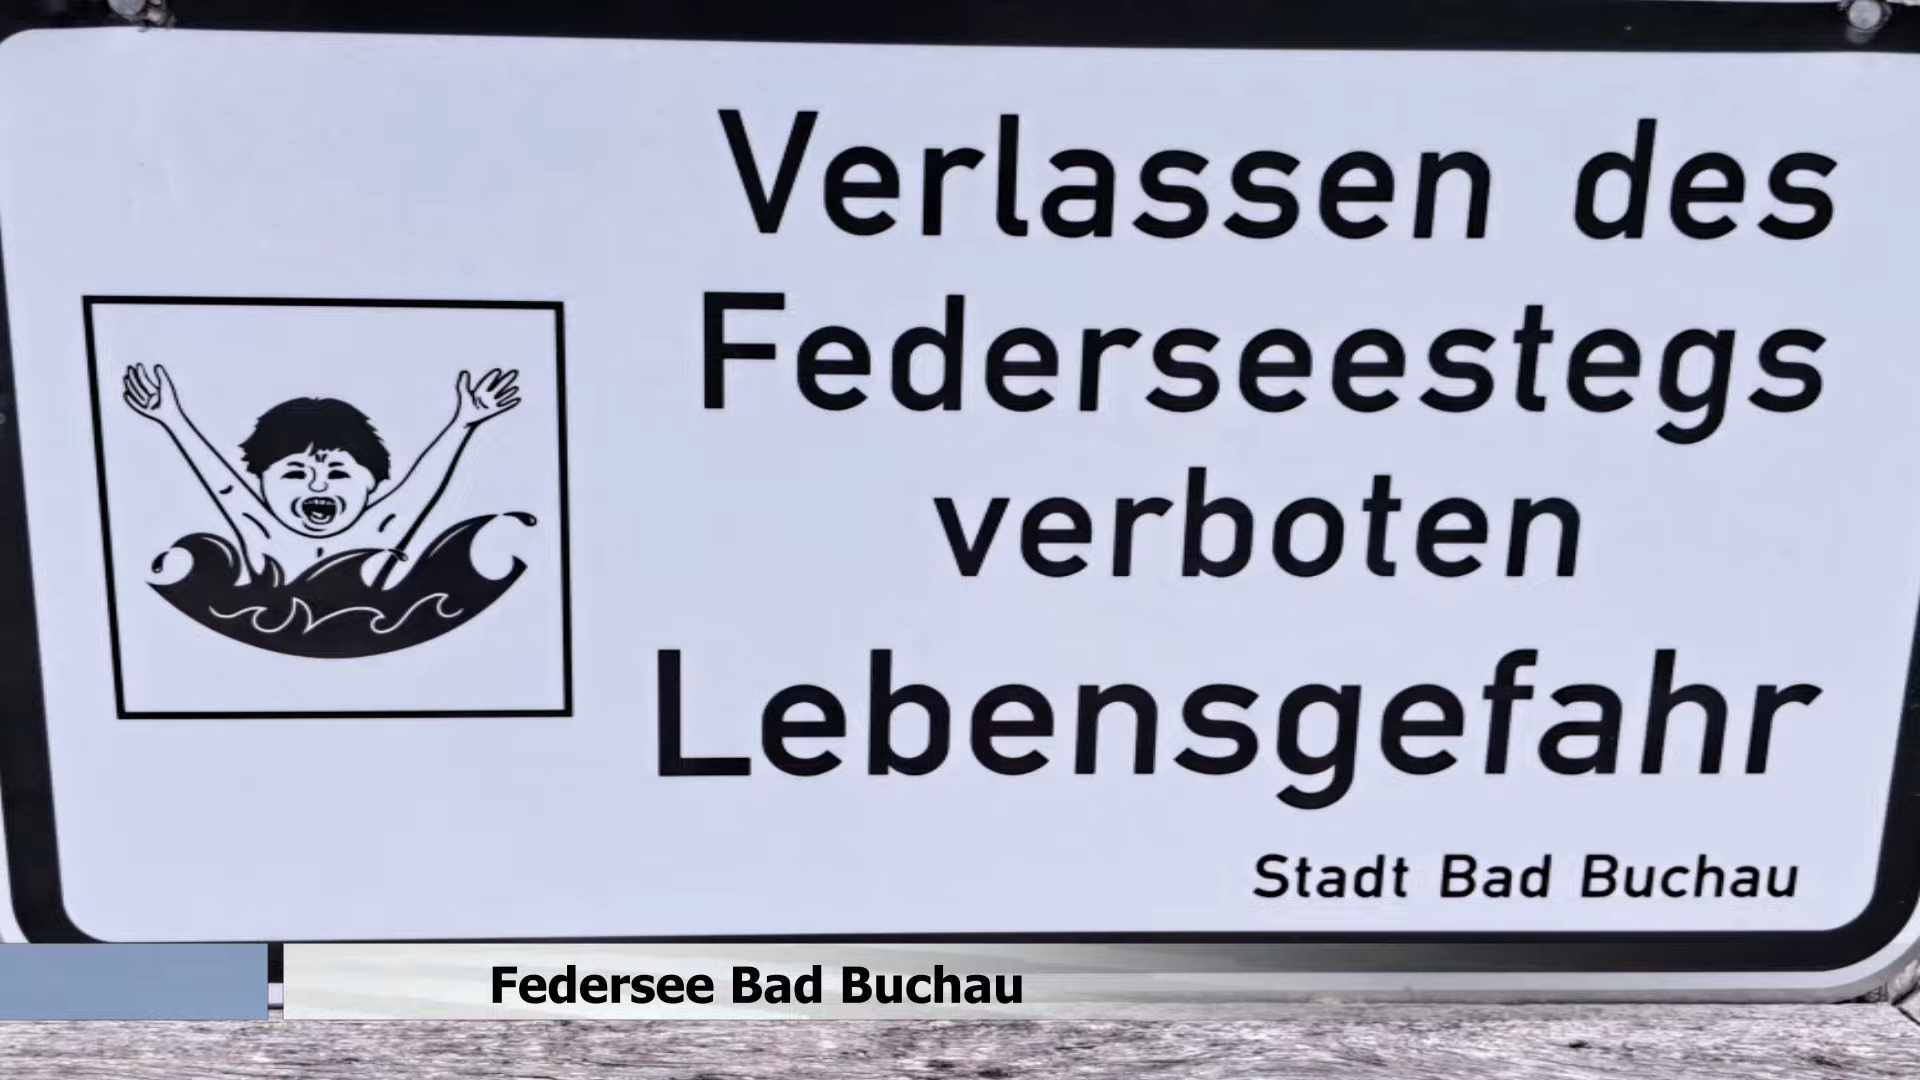 Verlassen des
Federseestegs
verboten
Lebensgefahr
Stadt Bad Buchau
Federsee Bad Buchau